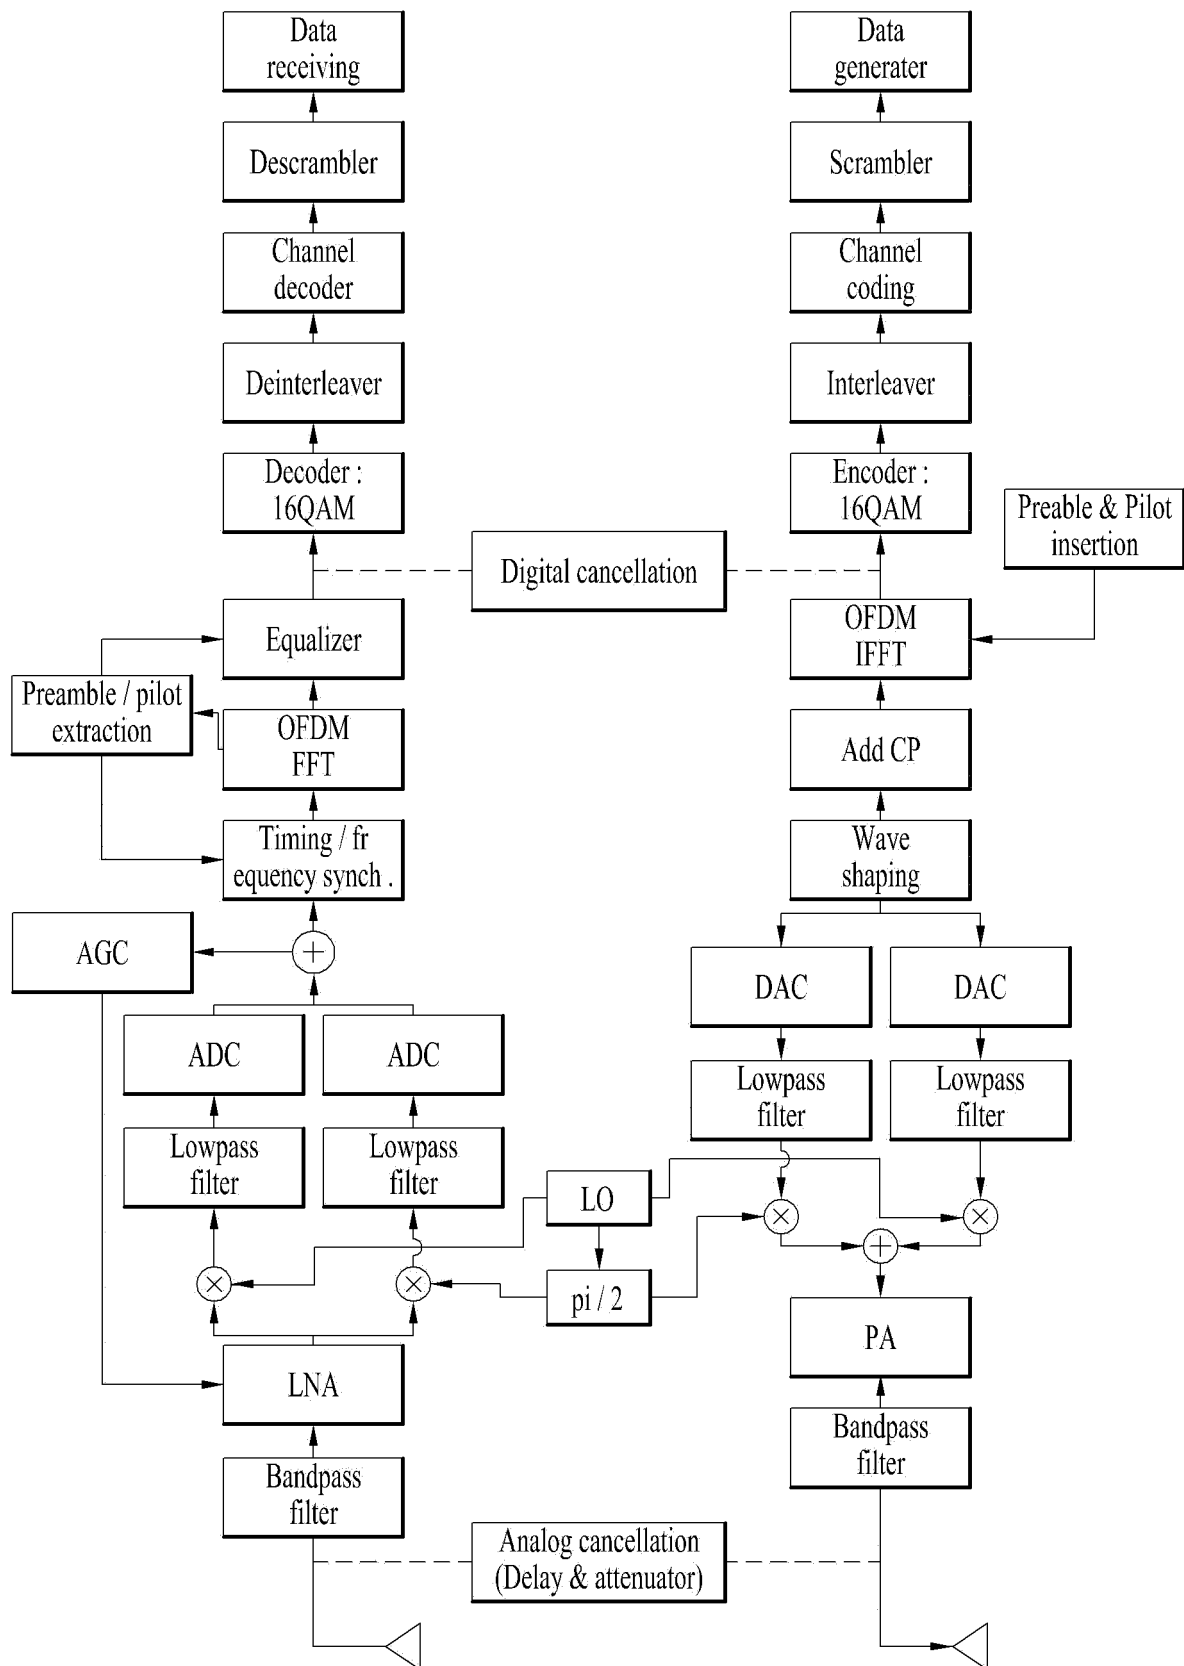 Data
receiving
Data
generater
Descrambler
Scrambler
Channel
decoder
Channel
coding
Deinterleaver
Interleaver
Decoder :
16QAM
Encoder :
16QAM
Preable & Pilot
insertion
Digital cancellation
Equalizer
OFDM
IFFT
Preamble / pilot
extraction
OFDM
FFT
Add CP
Timing / fr
equency synch .
Wave
shaping
AGC
+
DAC
DAC
ADC
ADC
Lowpass
filter
Lowpass
filter
Lowpass
filter
Lowpass
filter
LO
×
×
+
×
×
pi / 2
PA
LNA
Bandpass
filter
Bandpass
filter
Analog cancellation
(Delay & attenuator)